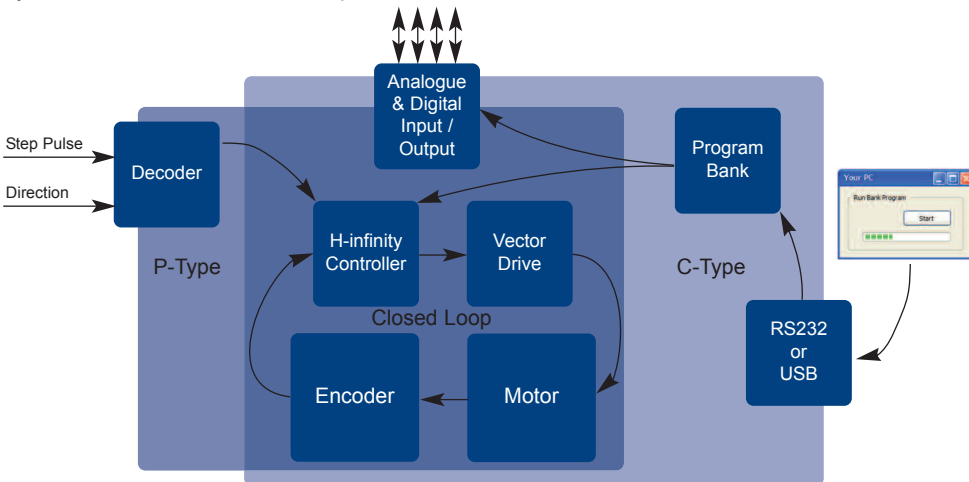 Analogue
& Digital
Input /
Output
Step Pulse
Direction
Decoder
Program
Bank
Your PC
Run Bank Program
Start
H-infinity
Controller
Vector
Drive
P-Type
C-Type
Closed Loop
RS232
or
USB
Encoder
Motor